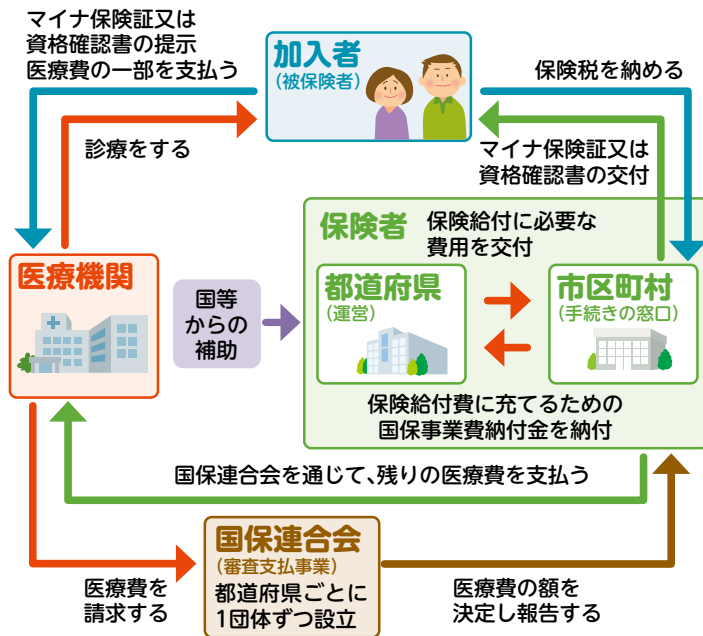 マイナ保険証又は
資格確認書の提示
医療費の一部を支払う
加入者
(被保険者)
保険税を納める
診療をする
マイナ保険証又は
資格確認書の交付
保険者
保険給付に必要な
費用を交付
医療機関
国等
からの
補助
都道府県
(運営)
市区町村
(手続きの窓口)
保険給付費に充てるための
国保事業費納付金を納付
国保連合会を通じて、残りの医療費を支払う
国保連合会
(審査支払事業)
都道府県ごとに
1団体ずつ設立
医療費を
請求する
医療費の額を
決定し報告する